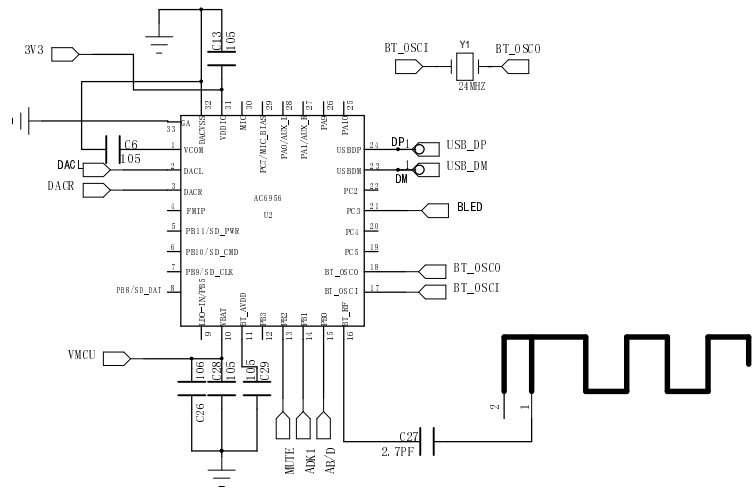 3V3
C13
105
BT_OSCI
Y1
BT_OSCO
24MHZ
32
31
30
29
28
27
26
25
DACVSS
VDDIO
MIC
PC7/MIC_BIAS
PA0/AUX_L
PA1/AUX_R
PA9
PA10
33
GA
C6
105
1
VCOM
DACL
2
DACL
DACR
3
DACR
4
FMIP
5
PB11/SD_PWR
6
PB10/SD_CMD
7
PB9/SD_CLK
PB8/SD_DAT
8
AC6956
U2
USBDP
24
DP
1
USB_DP
USBDM
23
1
USB_DM
DM
PC2
22
PC3
21
BLED
PC4
20
PC5
19
BT_OSCO
18
BT_OSCO
BT_OSCI
17
BT_OSCI
LDO-IN/PB5
VBAT
BT_AVDD
PB3
PB2
PB1
PB0
BT_RF
9
10
11
12
13
14
15
16
VMCU
106
C26
C28
105
105
C29
MUTE
ADK1
AB/D
C27
2.7PF
2
1